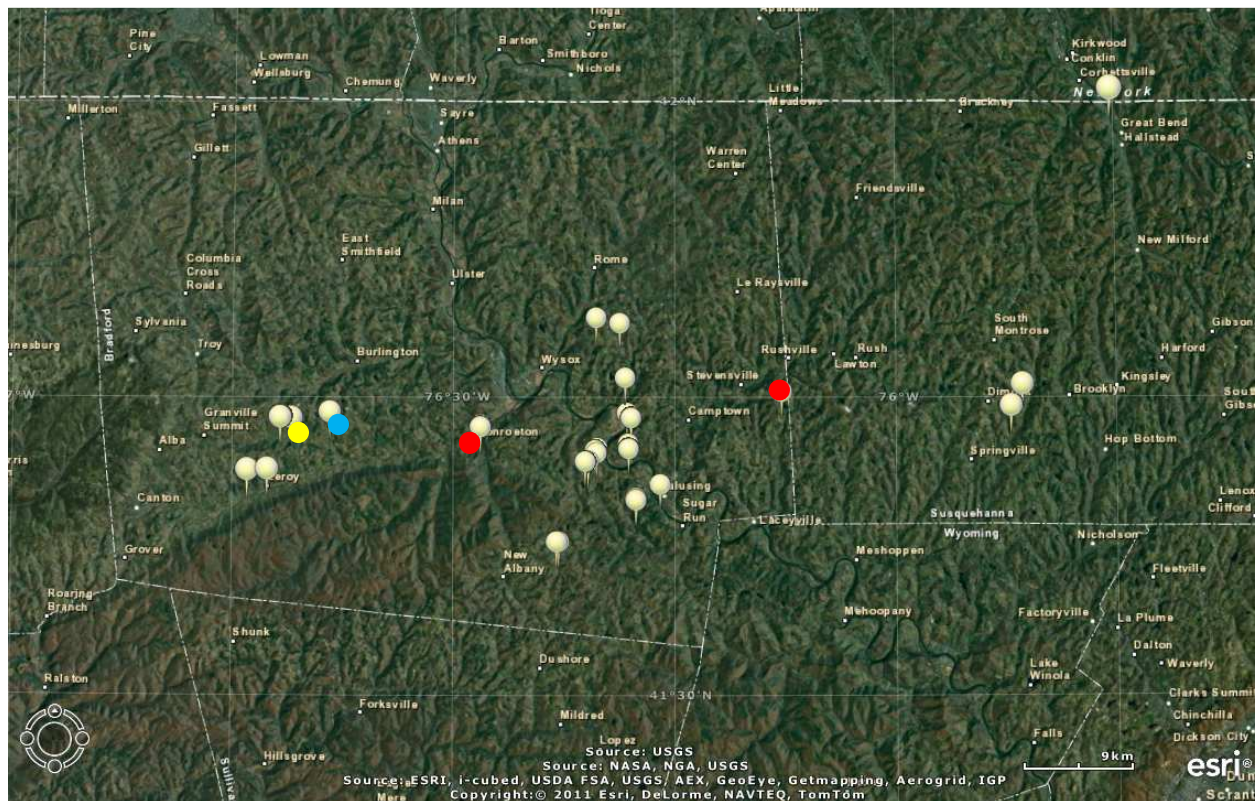 Tioga
Center
Pine
City
Barton
Smithboro
Nichols
Kirkwood
Conklin
Corbettsville
Lowman
Wellsburg
Chemung
Waverly
New York
Millerton
Fassett
42°N
Little
Meadows
Brackney
Sayre
Great Bend
Hallstead
Athens
Gillett
Warren
Center
Friendsville
Milan
East
Smithfield
New Milford
Columbia
Cross
Roads
Ulster
Rome
Le Raysville
Sylvania
Bradford
South
Montrose
Gibson
Troy
Burlington
Wysox
Rushville
Rush
Lawton
Harford
Stevensville
Kingsley
Brooklyn
76°30'W
76°W
Granville
Summit
Camptown
South
Gibson
Alba
Hop Bottom
Springville
Leroy
Canton
Sugar
Run
Laceyville
Susquehanna
Wyoming
Lenox
Clifford
Nicholson
Grover
New
Albany
Meshoppen
Fleetville
Roaring
Branch
Mehoopany
Factoryville
La Plume
Shunk
Dalton
Dushore
Lake
Winola
Waverly
Ralston
41°30'N
Clarks Summit
Forksville
Mildred
Chinchilla
Lopez
Falls
Dickson City
Hillsgrove
9km
esri
Source: USGS
Source: NASA, NGA, USGS
Source: ESRI, i-cubed, USDA FSA, USGS, AEX, GeoEye, Getmapping, Aerogrid, IGP
Copyright:© 2011 Esri, DeLorme, NAVTEQ, TomTom